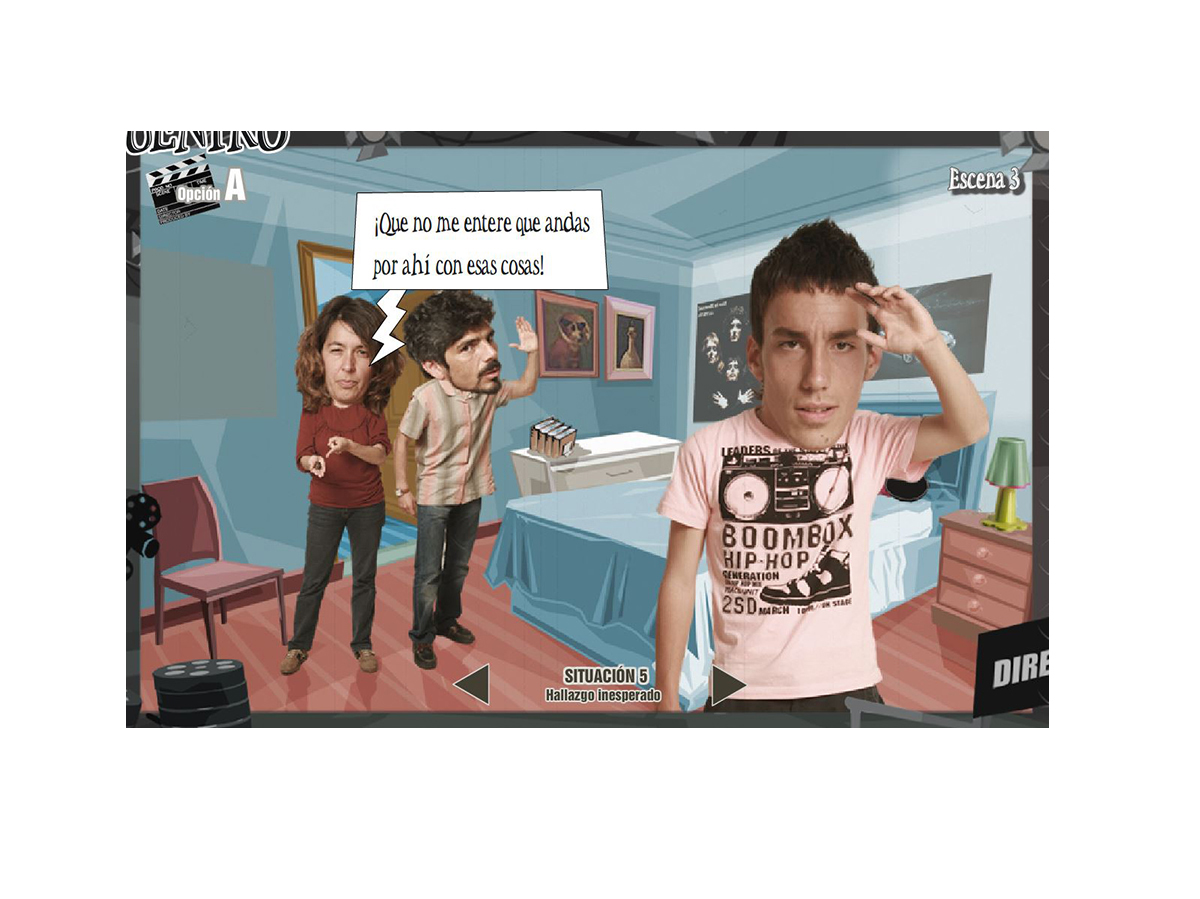 Opción A
Escena 3
¡Que no me entere que andas
por ahí con esas cosas!
LEADERS
BOOMBOX
HIP-HOP
GENERATION
2SD MARCH
SITUACIÓN 5
Hallazgo inesperado
DIRE